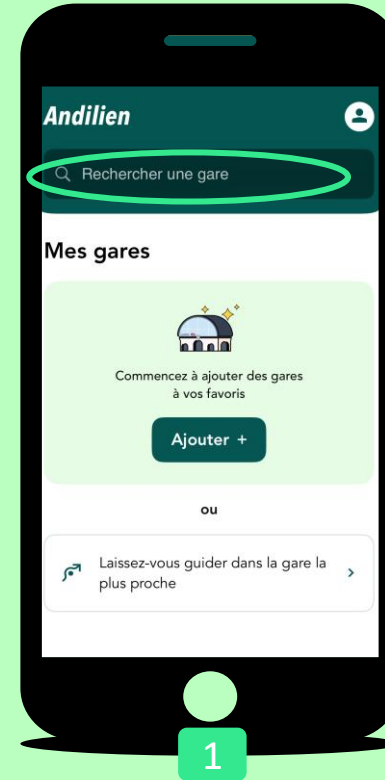 Andilien
Rechercher une gare
Mes gares
Commencez à ajouter des gares
à vos favoris
Ajouter +
ou
Laissez-vous guider dans la gare la
plus proche
1